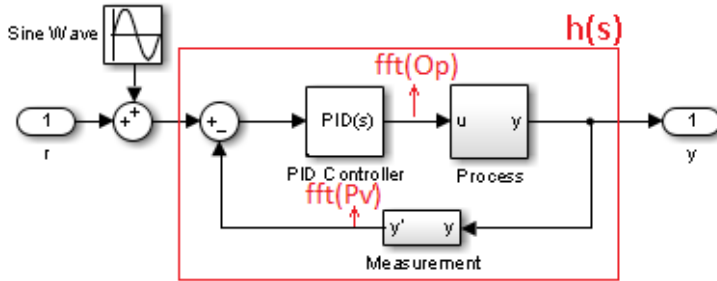 h(s)
Sine Wave
fft(Op)
1
r
+
+
+
-
PID(s)
PID Controller
u
y
Process
1
y
fft(Pv)
y'
y
Measurement